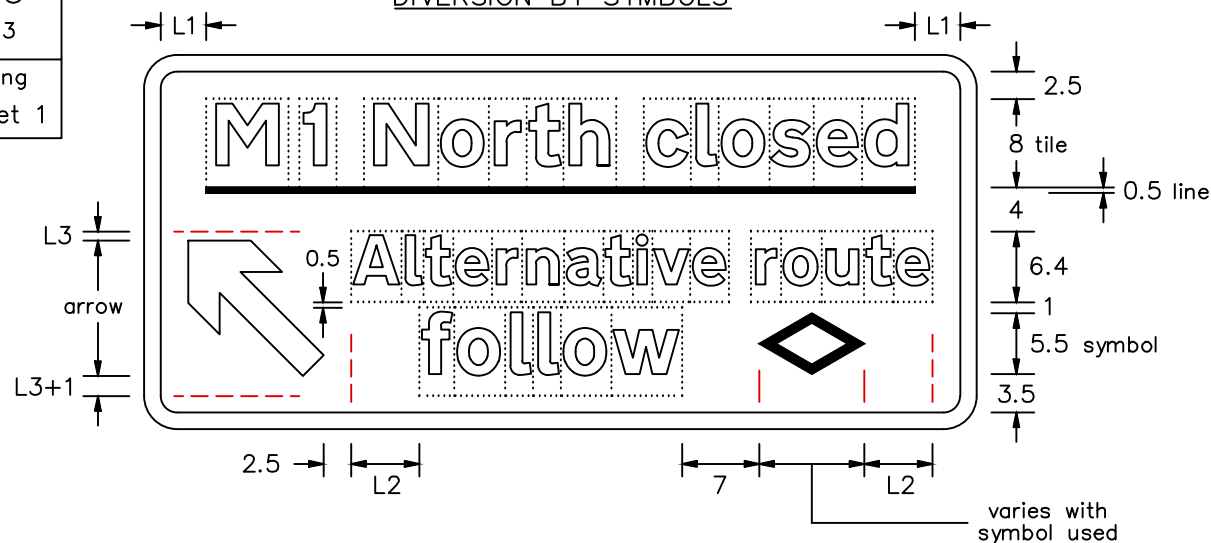 DIVERSION BY SYMBOLS
3
ng
et 1
L1
L1
M1 North closed
2.5
8 tile
0.5 line
4
L3
0.5
Alternative route
6.4
arrow
1
follow
5.5 symbol
L3+1
3.5
2.5
L2
7
L2
varies with
symbol used